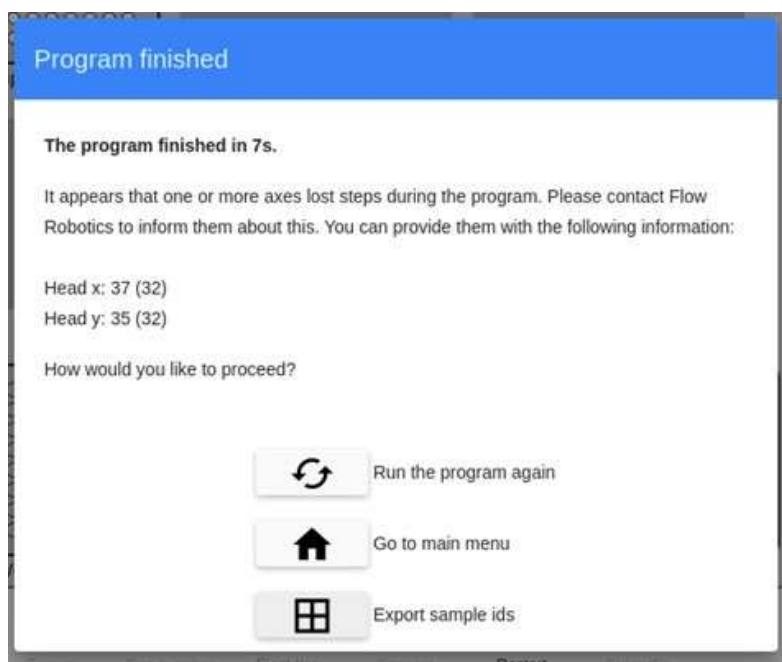 Program finished
The program finished in 7s.
It appears that one or more axes lost steps during the program. Please contact Flow
Robotics to inform them about this. You can provide them with the following information:
Head x: 37 (32)
Head y: 35 (32)
How would you like to proceed?
Run the program again
Go to main menu
Export sample ids